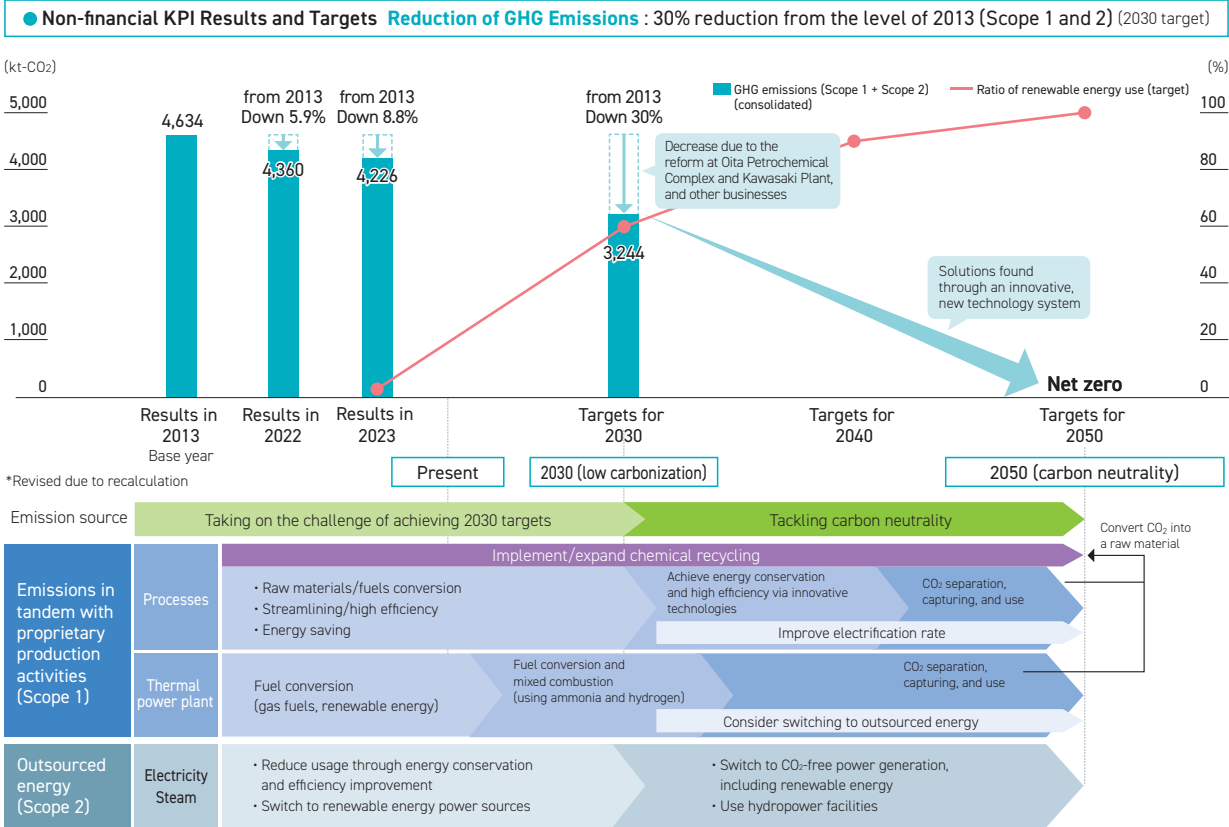 ● Non-financial KPI Results and Targets Reduction of GHG Emissions : 30% reduction from the level of 2013 (Scope 1 and 2) (2030 target)
(kt-CO2)
(%)
GHG emissions (Scope 1 + Scope 2)
(consolidated)
Ratio of renewable energy use (target)
5,000
4,000
3,000
2,000
1,000
0
100
80
60
40
20
0
4,634
from 2013
Down 5.9%
4,360
from 2013
Down 8.8%
4,226
from 2013
Down 30%
3,244
Decrease due to the
reform at Oita Petrochemical
Complex and Kawasaki Plant,
and other businesses
Solutions found
through an innovative,
new technology system
Net zero
Results in
2013
Base year
Results in
2022
Results in
2023
Targets for
2030
Targets for
2040
Targets for
2050
*Revised due to recalculation
Present
2030 (low carbonization)
2050 (carbon neutrality)
Emission source
Taking on the challenge of achieving 2030 targets
Tackling carbon neutrality
Convert CO2 into
a raw material
Emissions in
tandem with
proprietary
production
activities
(Scope 1)
Implement/expand chemical recycling
Processes
・Raw materials/fuels conversion
・Streamlining/high efficiency
・Energy saving
Achieve energy conservation
and high efficiency via innovative
technologies
CO2 separation,
capturing, and use
Improve electrification rate
Thermal
power plant
Fuel conversion
(gas fuels, renewable energy)
Fuel conversion and
mixed combustion
(using ammonia and hydrogen)
CO2 separation,
capturing, and use
Consider switching to outsourced energy
Outsourced
energy
(Scope 2)
Electricity
Steam
・Reduce usage through energy conservation
and efficiency improvement
・Switch to renewable energy power sources
・Switch to CO2-free power generation,
including renewable energy
・Use hydropower facilities